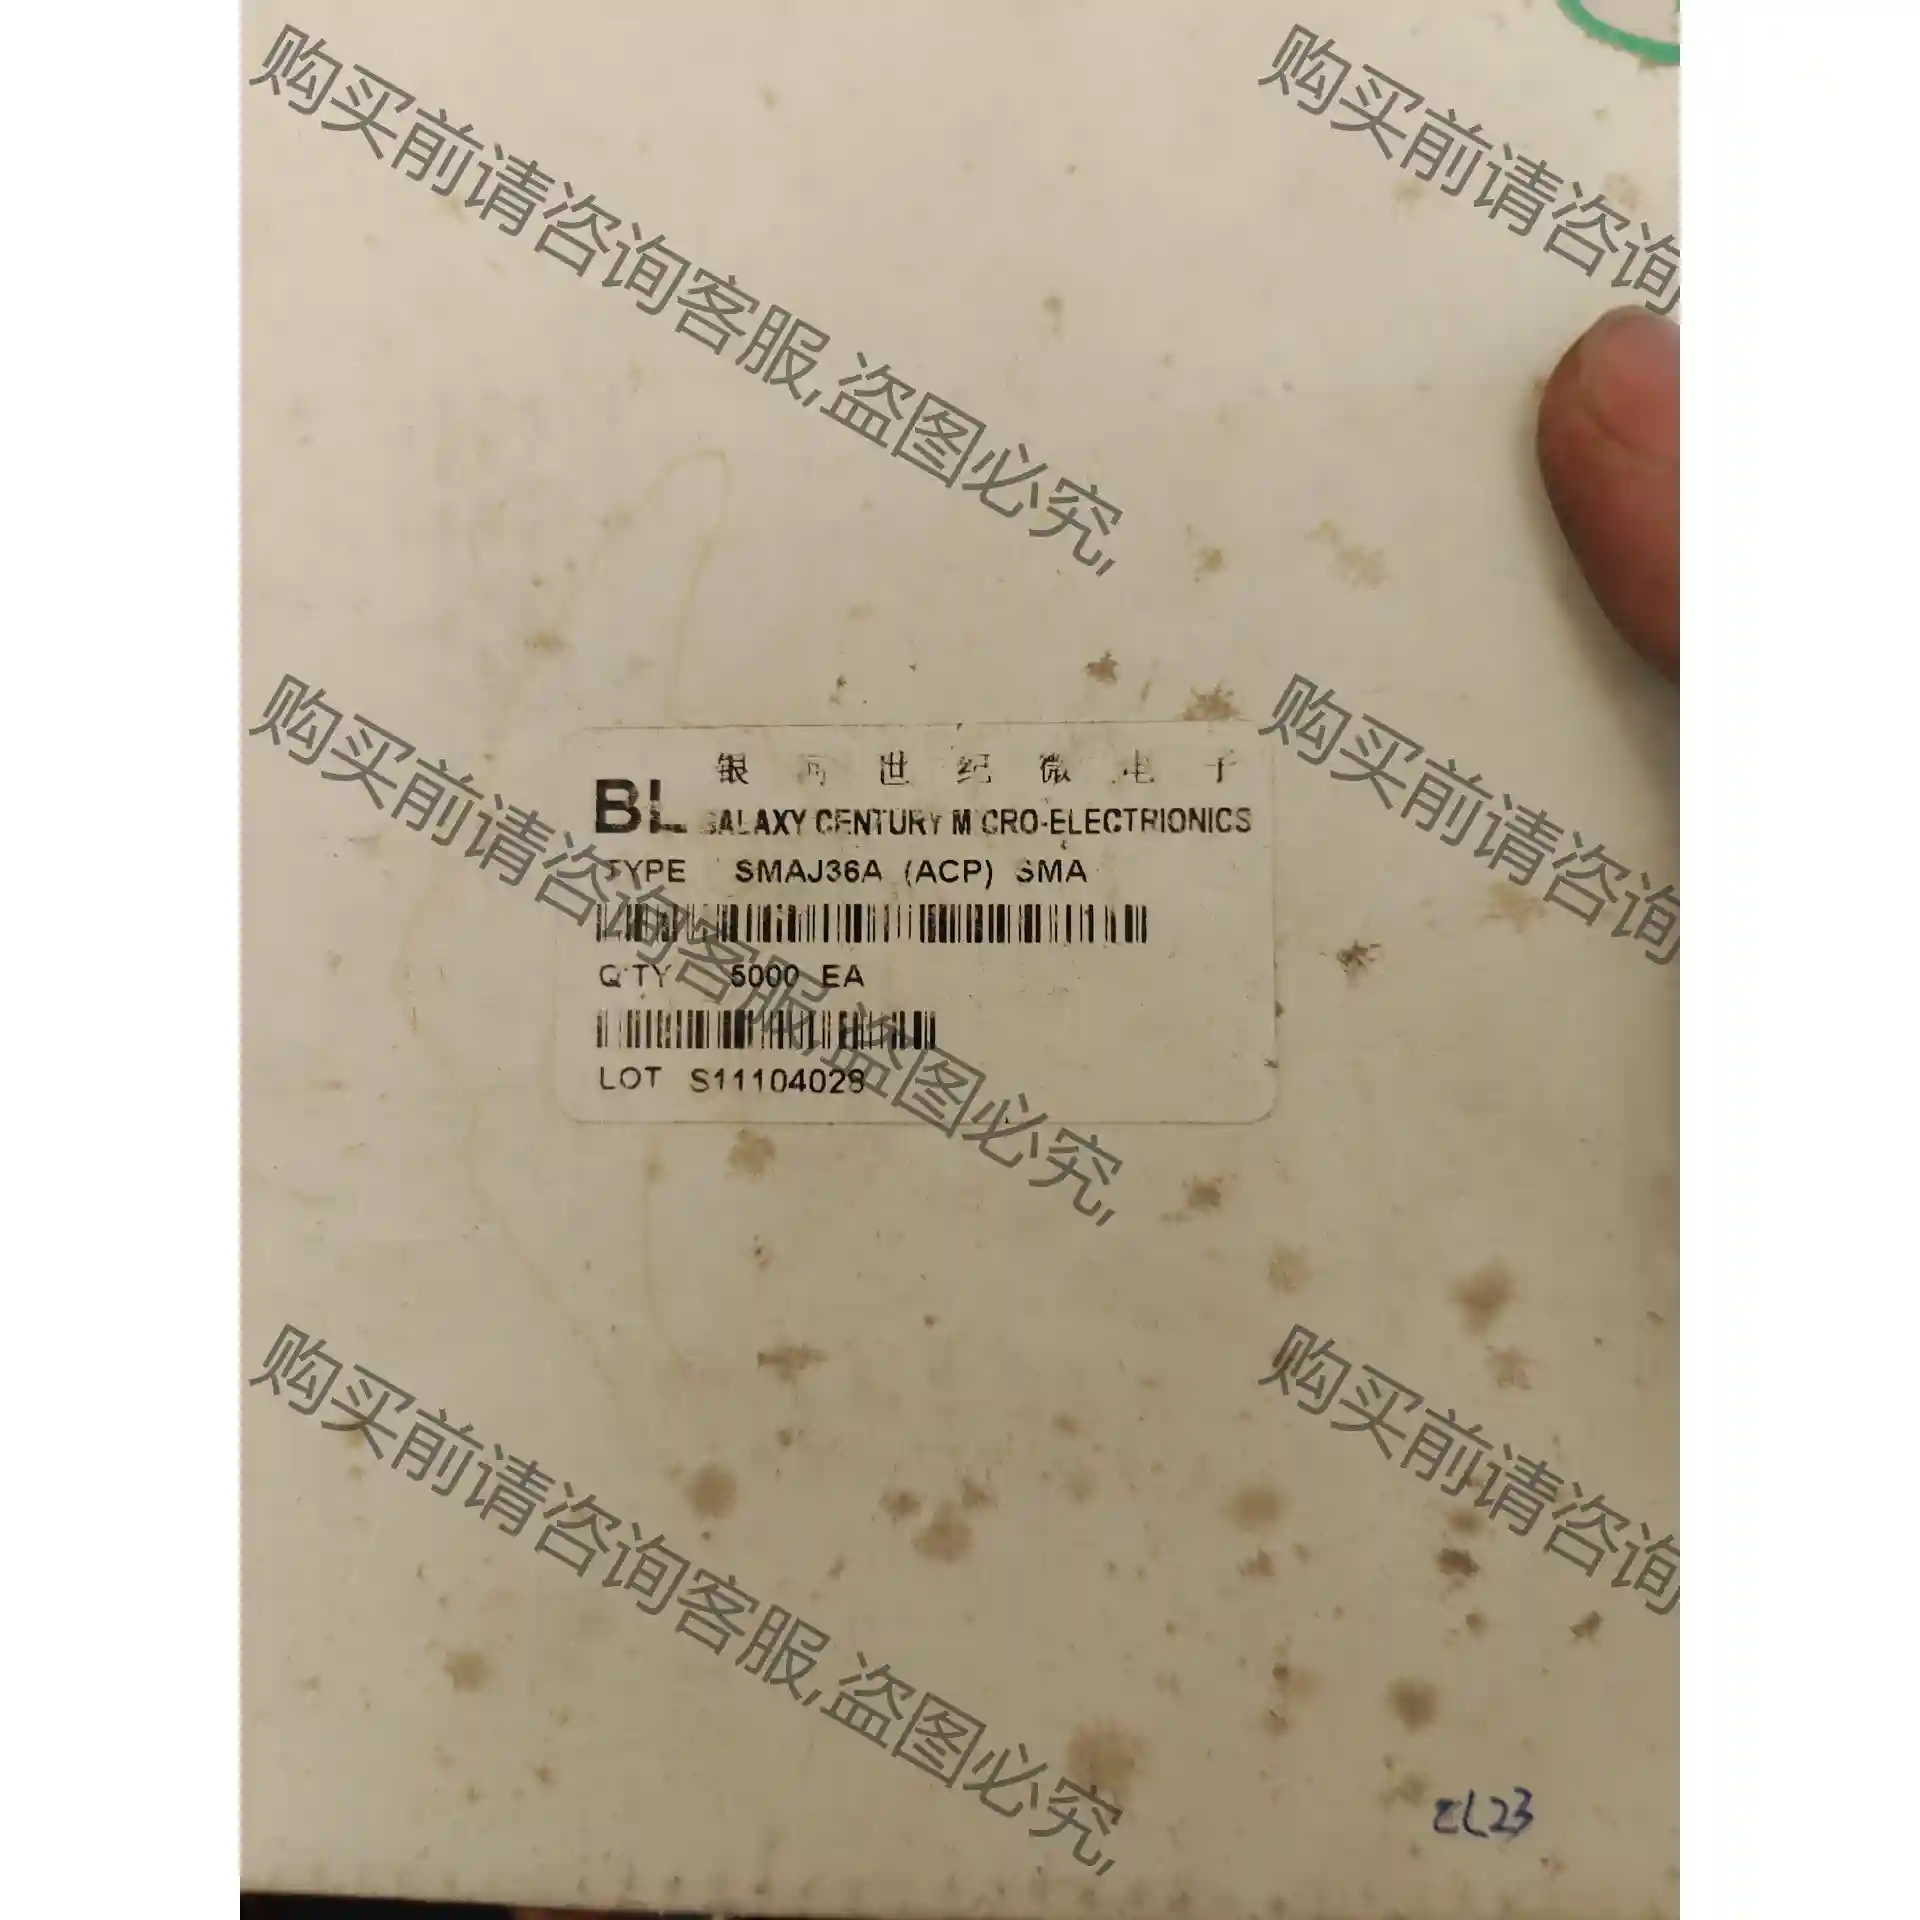 购买前请咨询客服,盗图必究,
购买前请咨询
银河世纪微电子
BL GALAXY CENTURY MICRO-ELECTRIONICS
TYPE SMAJ36A (ACP) SMA
Q'TY 5000 EA
LOT S11104028
购买前请咨询客服,盗图必究,
购买前请咨询
购买前请咨询客服,盗图必究,
购买前请咨询
ZL23